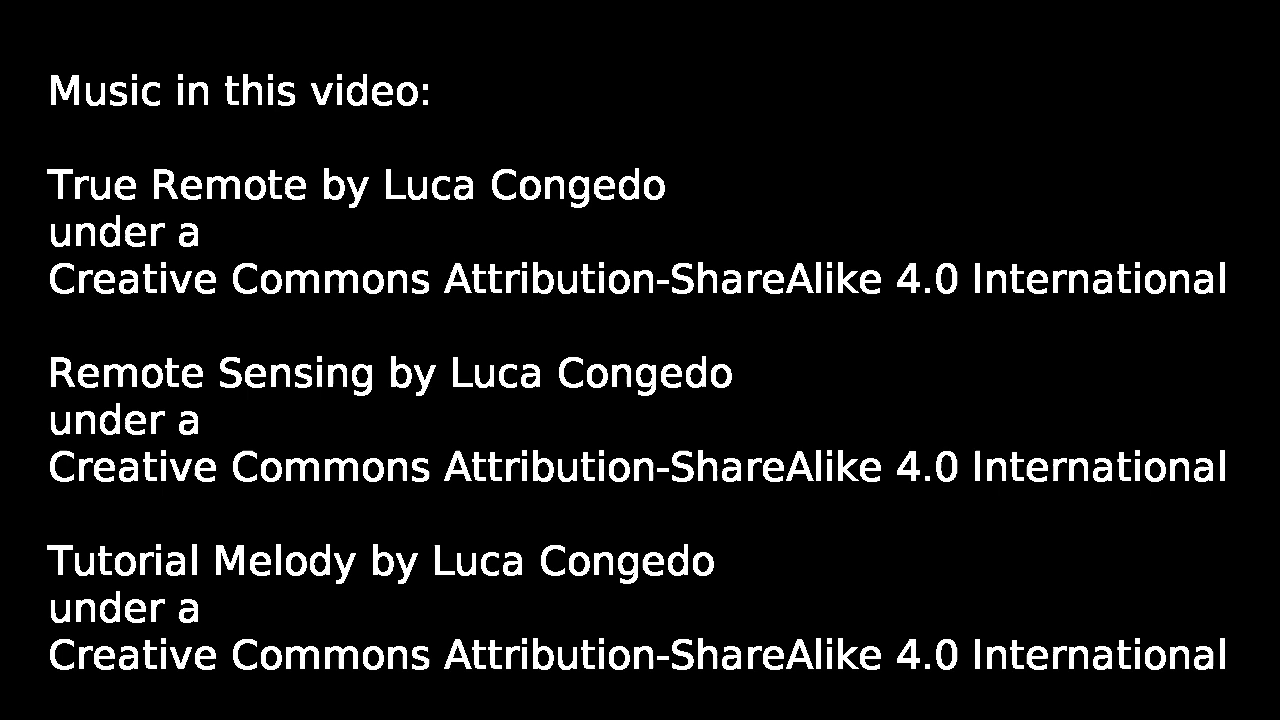 Music in this video:
True Remote by Luca Congedo
under a
Creative Commons Attribution-ShareAlike 4.0 International
Remote Sensing by Luca Congedo
under a
Creative Commons Attribution-ShareAlike 4.0 International
Tutorial Melody by Luca Congedo
under a
Creative Commons Attribution-ShareAlike 4.0 International